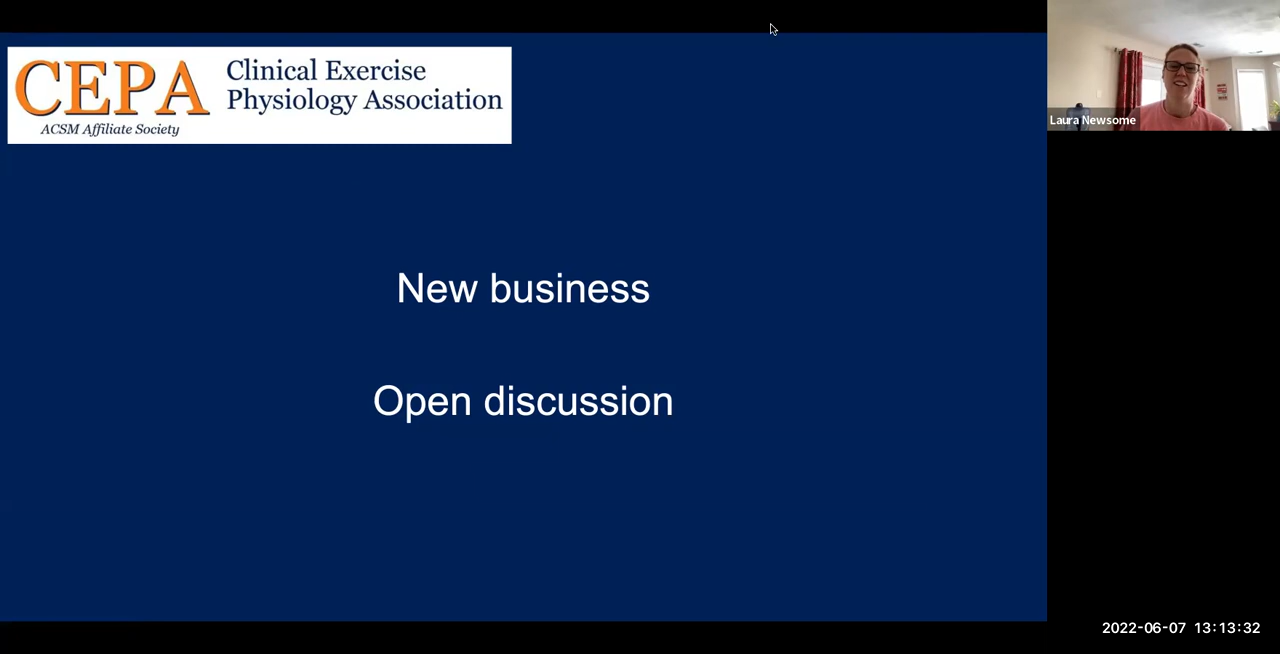 CEPA
ACSM Affiliate Society
Clinical Exercise
Physiology Association
Laura Newsome
New business
Open discussion
2022-06-07 13:13:32